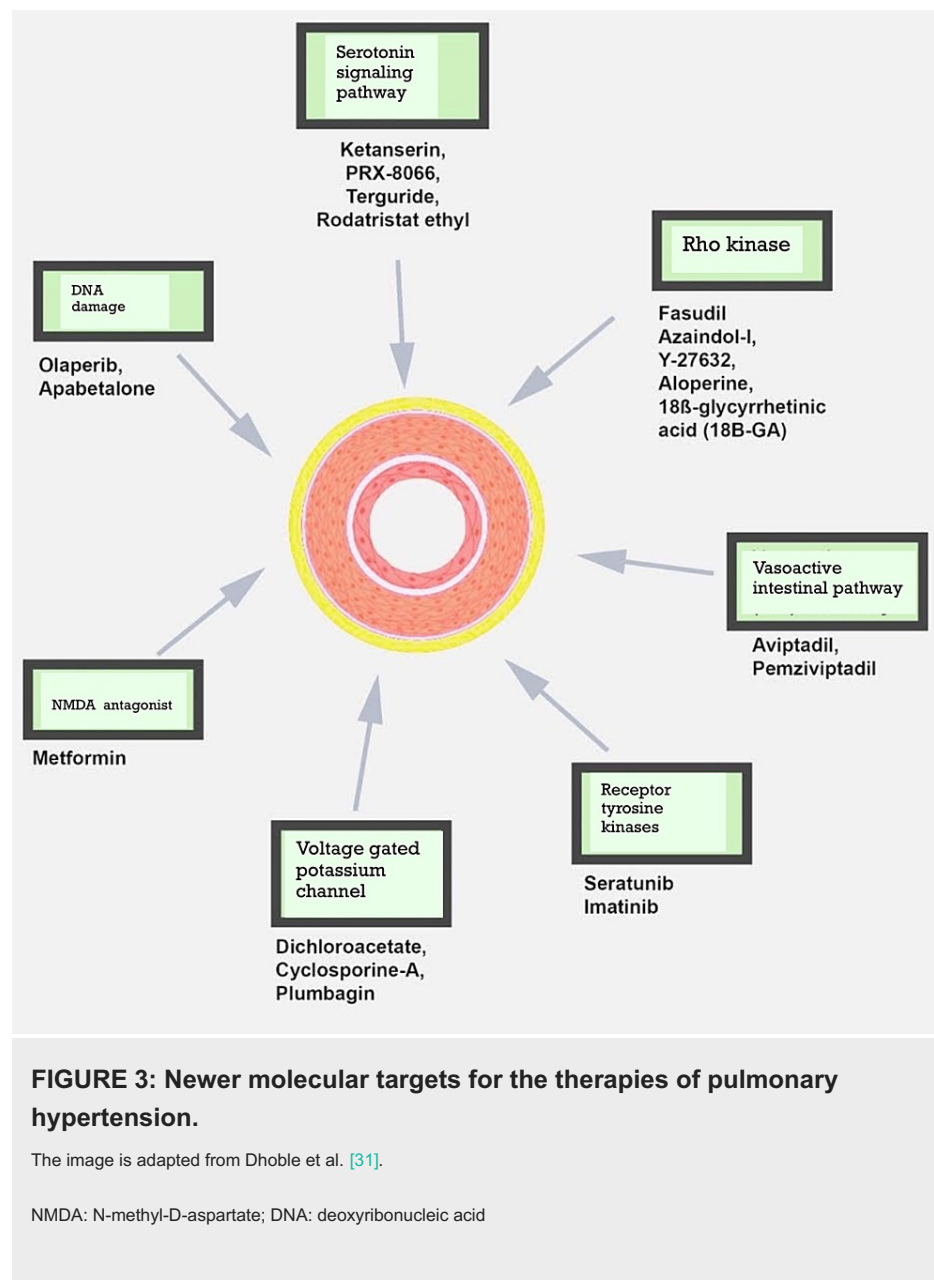 Serotonin
signaling
pathway
Ketanserin,
PRX-8066,
Terguride,
Rodatristat ethyl
Rho kinase
Fasudil
Azaindol-I,
Y-27632,
Aloperine,
18ß-glycyrrhetinic
acid (18B-GA)
DNA
damage
Olaperib,
Apabetalone
Vasoactive
intestinal pathway
Aviptadil,
Pemziviptadil
NMDA antagonist
Metformin
Receptor
tyrosine
kinases
Seratunib
Imatinib
Voltage gated
potassium
channel
Dichloroacetate,
Cyclosporine-A,
Plumbagin
FIGURE 3: Newer molecular targets for the therapies of pulmonary
hypertension.
The image is adapted from Dhoble et al. [31].
NMDA: N-methyl-D-aspartate; DNA: deoxyribonucleic acid